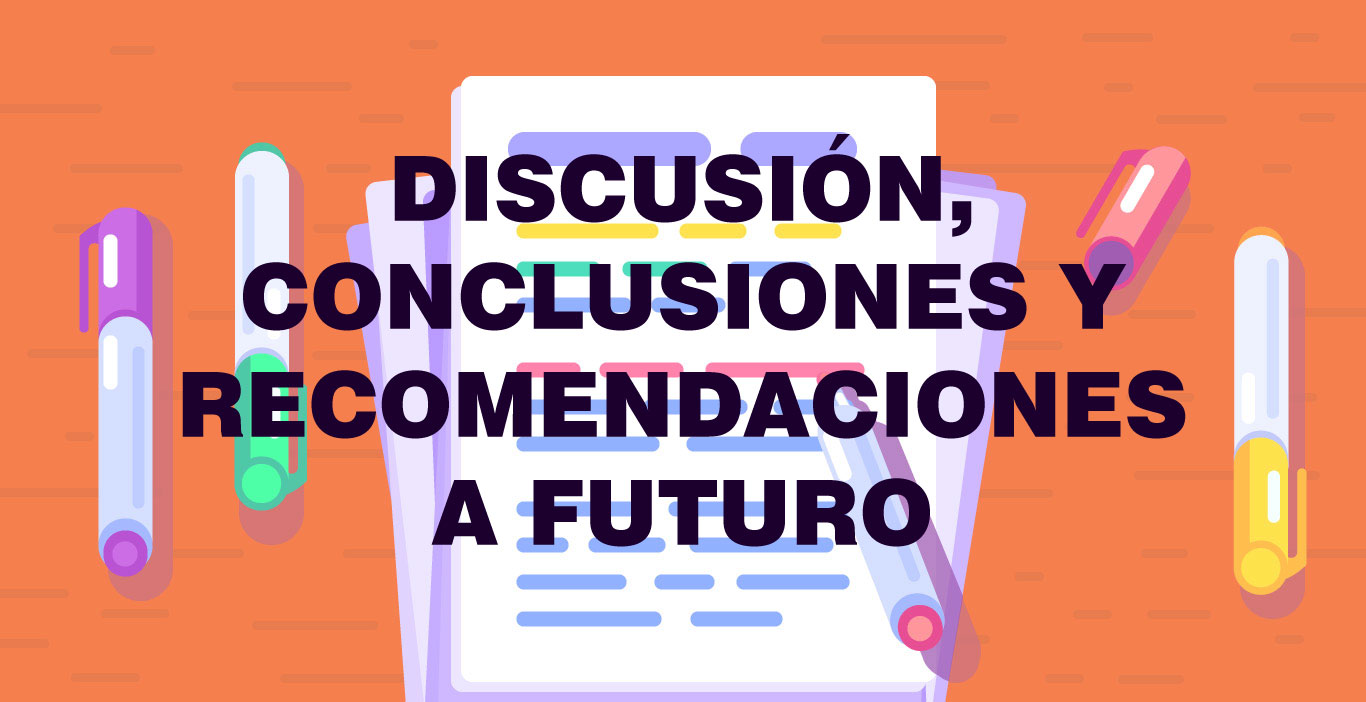 DISCUSIÓN,
CONCLUSIONES Y
RECOMENDACIONES
A FUTURO